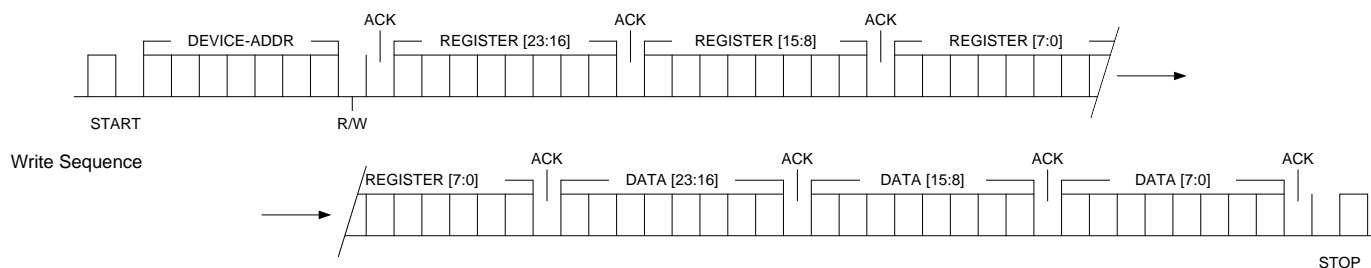 ACK ACK ACK
DEVICE-ADDR REGISTER [23:16] REGISTER [15:8] REGISTER [7:0]
START R/W
Write Sequence
ACK ACK ACK ACK
REGISTER [7:0] DATA [23:16] DATA [15:8] DATA [7:0]
STOP